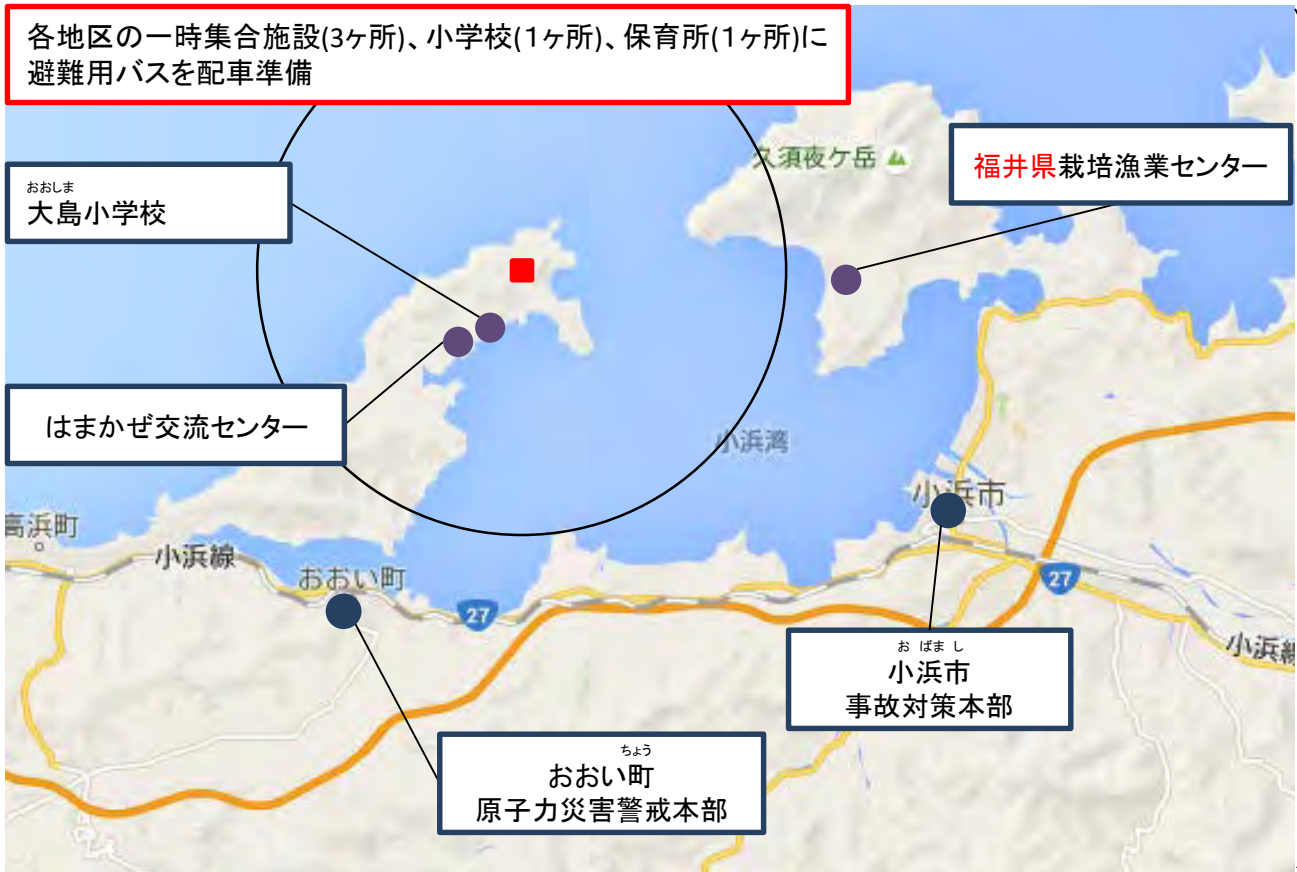 各地区の一時集合施設(3ヶ所)、小学校(1ヶ所)、保育所(1ヶ所)に
避難用バスを配車準備
久須夜ケ岳
福井県栽培漁業センター
おおしま
大島小学校
はまかぜ交流センター
小浜湾
小浜市
高浜町
小浜線
おおい町
27
27
小浜線
お ばま し
小浜市
事故対策本部
ちょう
おおい町
原子力災害警戒本部